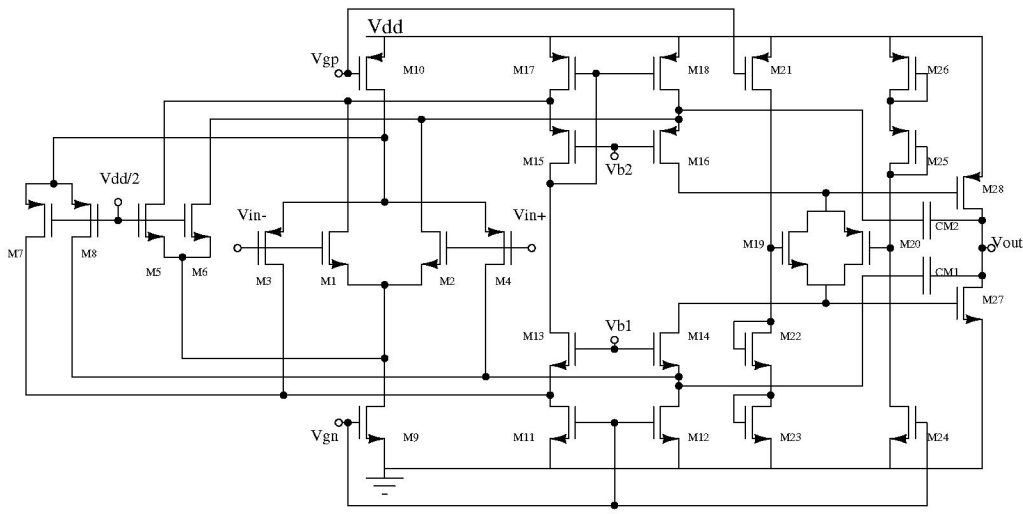 Vdd
Vgp
M10
M17
M18
M21
M26
Vdd/2
M15
Vb2
M16
M25
M28
Vin-
Vin+
M19
M20
CM2
Vout
M7
M8
M5
M6
M3
M1
M2
M4
CM1
M27
Vb1
M13
M14
M22
Vgn
M9
M11
M12
M23
M24